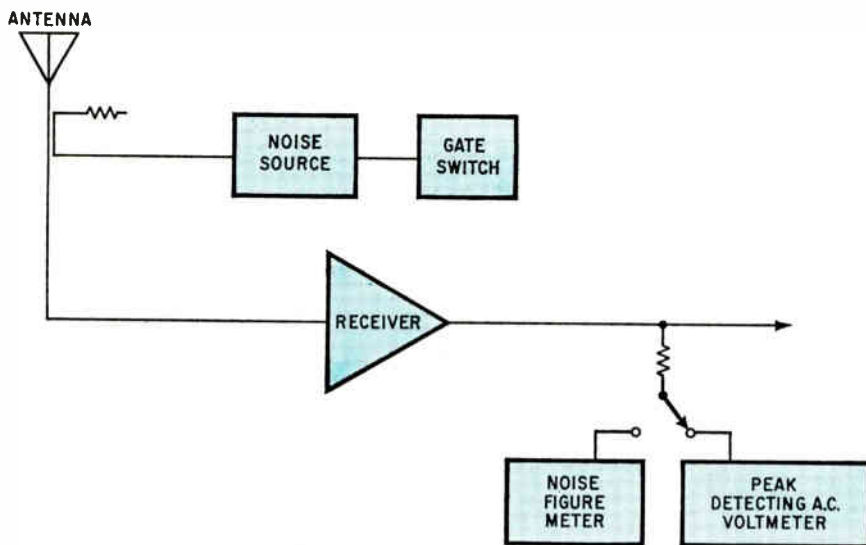 ANTENNA
NOISE
SOURCE
GATE
SWITCH
RECEIVER
NOISE
FIGURE
METER
PEAK
DETECTING A.C.
VOLTMETER